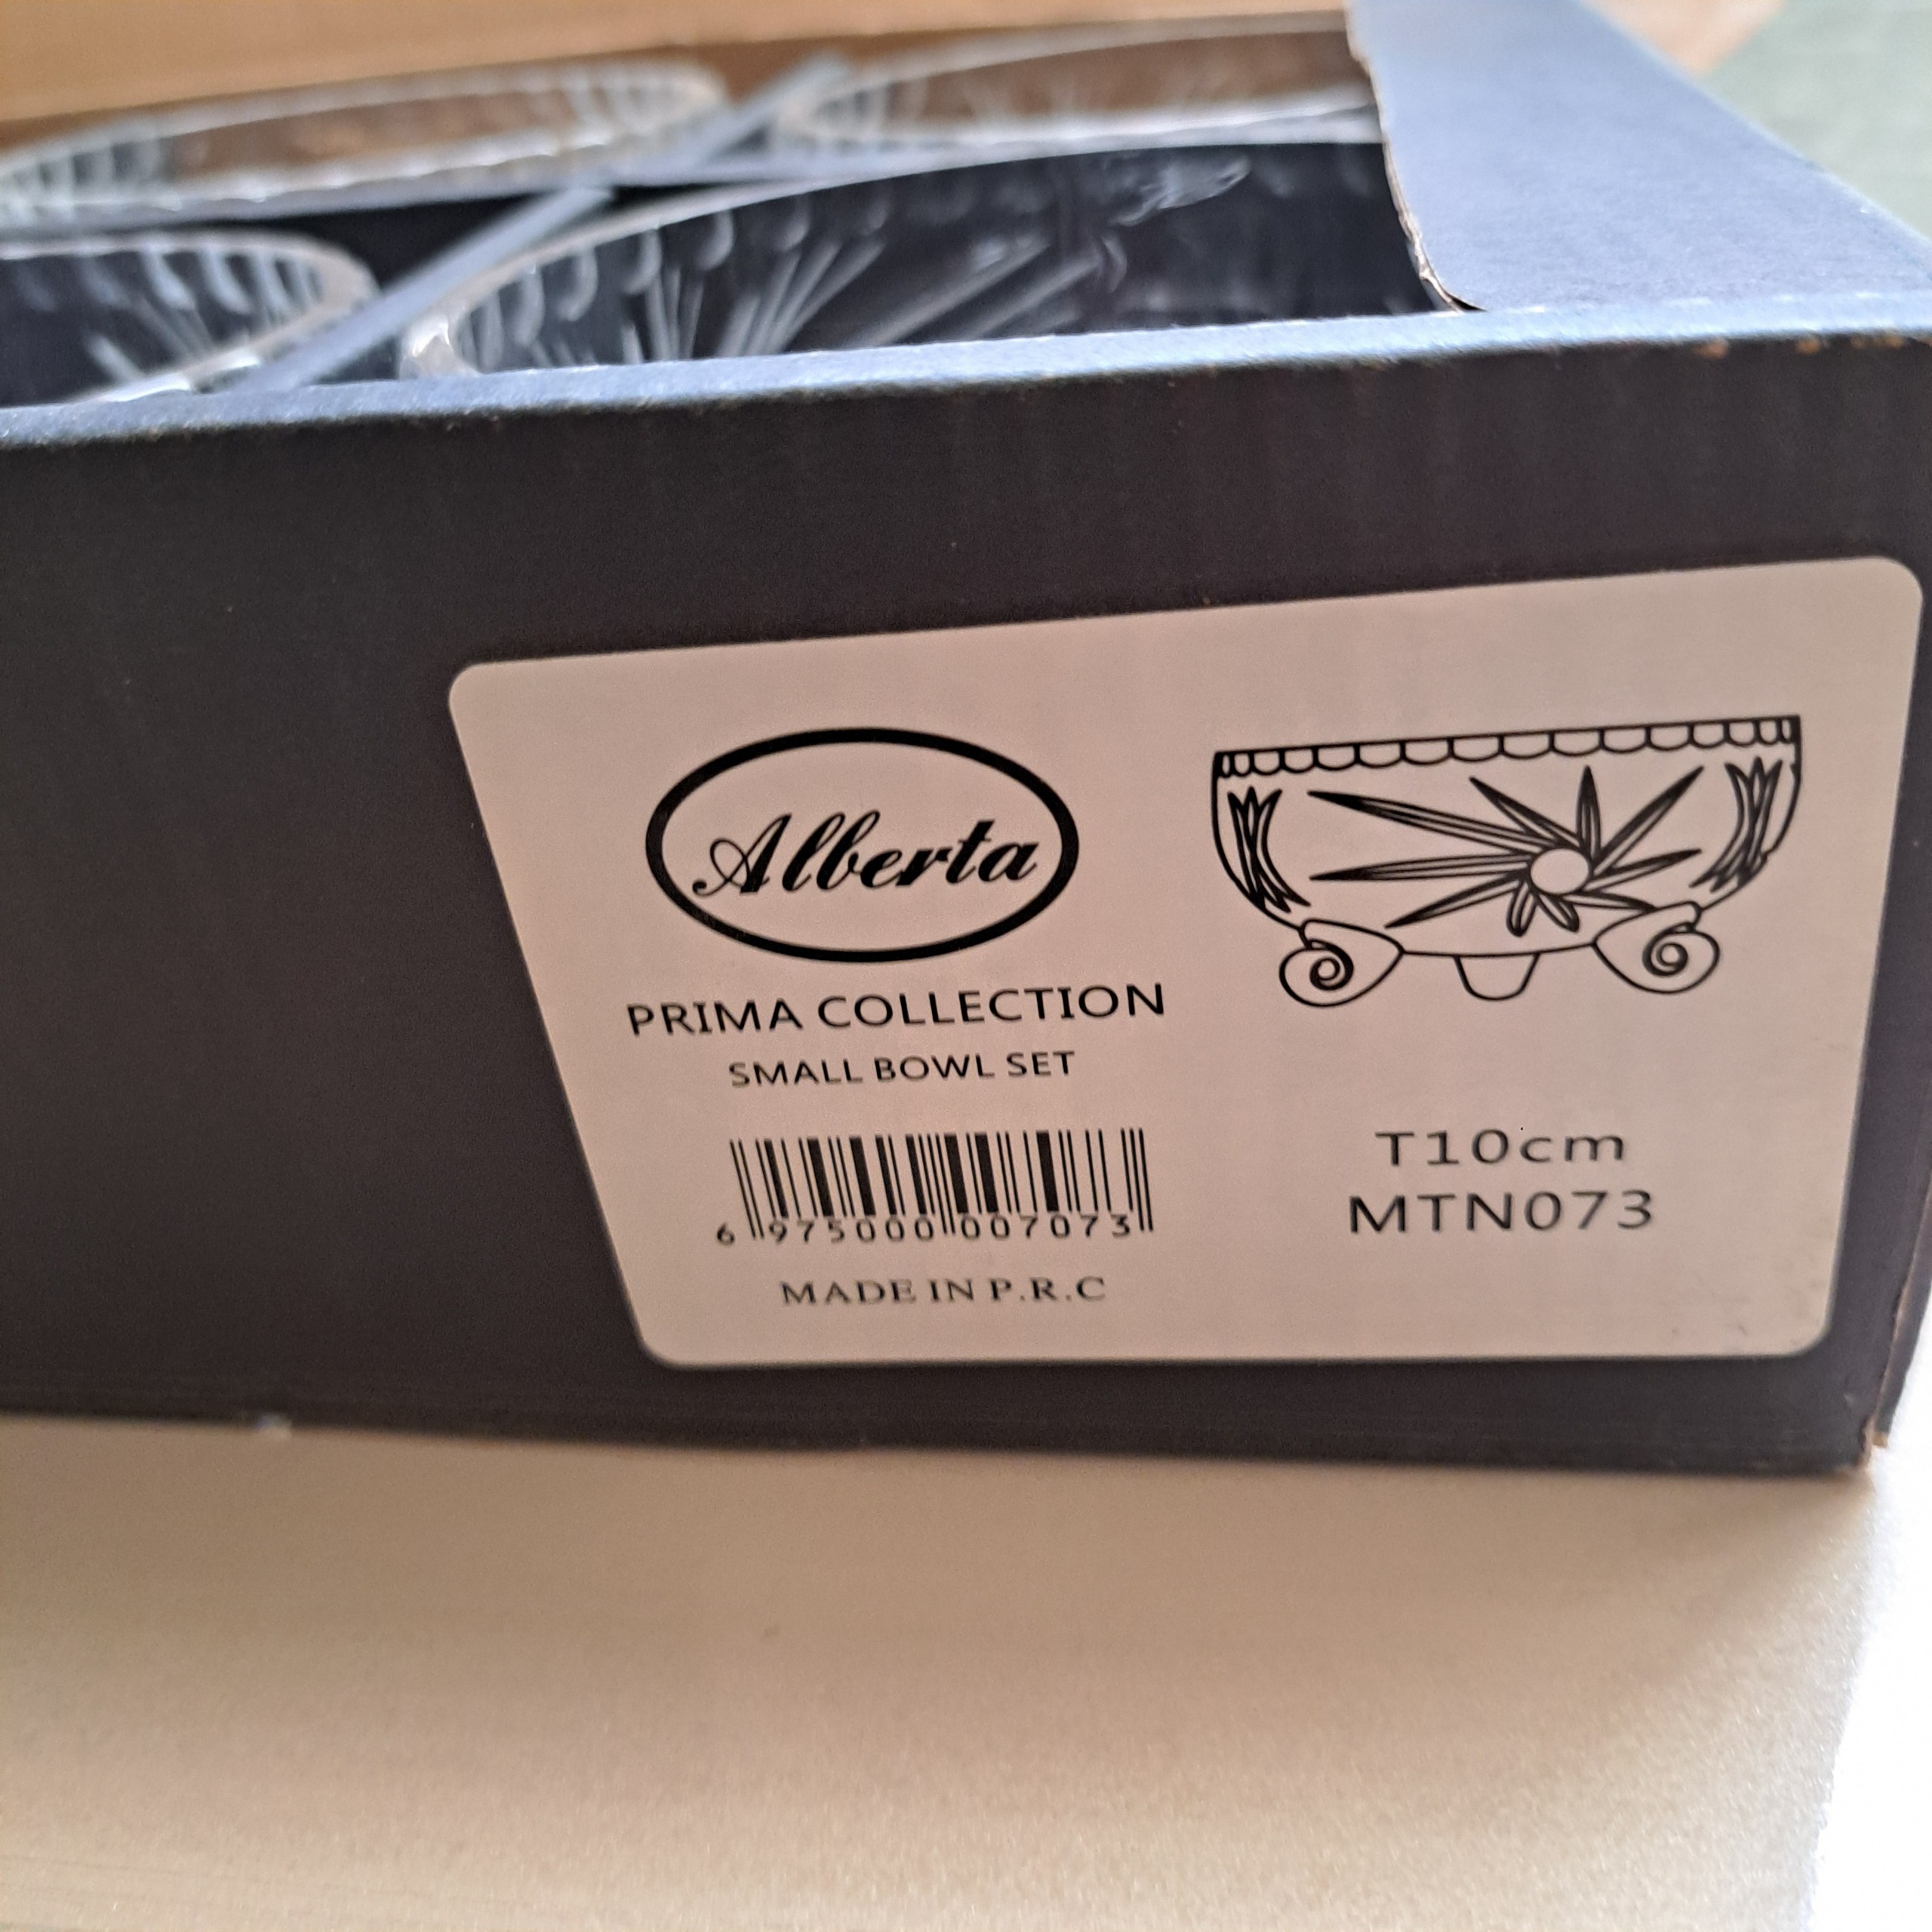 Alberta
PRIMA COLLECTION
SMALL BOWL SET
6 975000 007073
MADE IN P.R.C
T10cm
MTN073